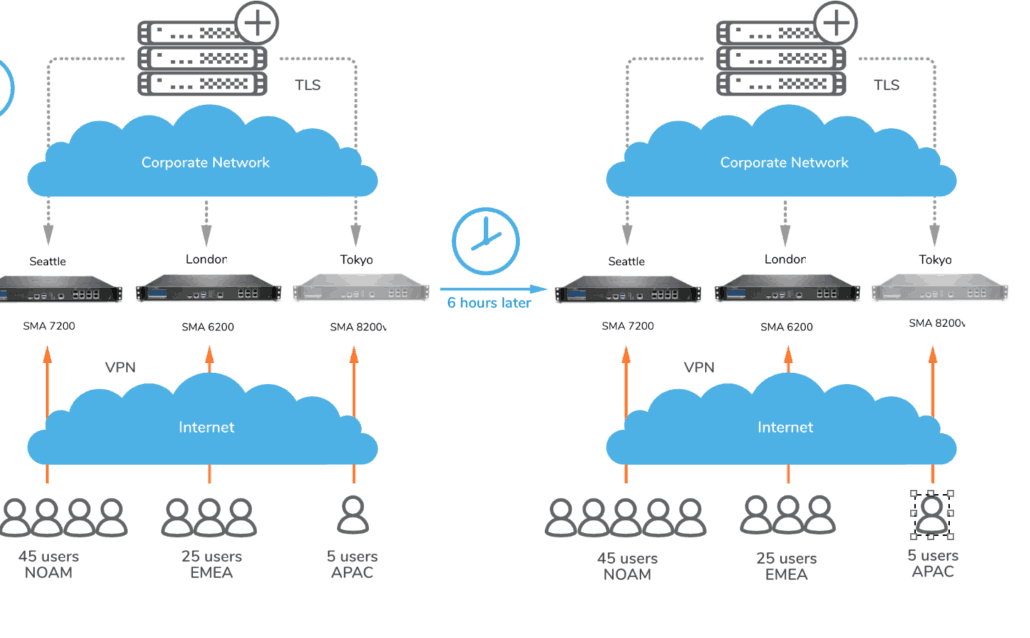 TLS
Corporate Network
Seattle
London
Tokyo
SMA 7200
SMA 6200
SMA 8200v
VPN
Internet
45 users
NOAM
25 users
EMEA
5 users
APAC
6 hours later
TLS
Corporate Network
Seattle
London
Tokyo
SMA 7200
SMA 6200
SMA 8200v
VPN
Internet
45 users
NOAM
25 users
EMEA
5 users
APAC